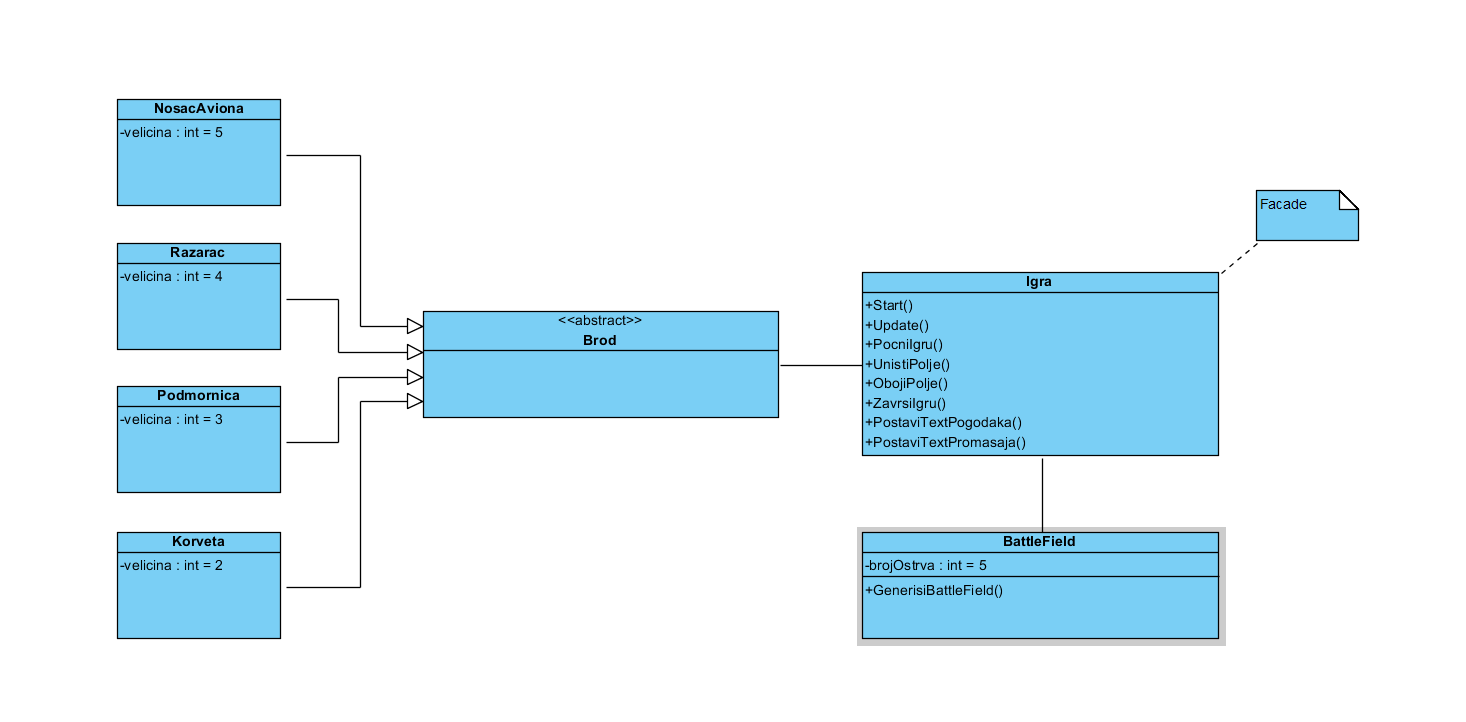 NosacAviona
-velicina : int = 5
Razarac
-velicina : int = 4
Podmornica
-velicina : int = 3
Korveta
-velicina : int = 2
<<abstract>>
Brod
Facade
Igra
+Start()
+Update()
+PocniIgru()
+UnistiPolje()
+ObojiPolje()
+ZavrsiIgru()
+PostaviTextPogodaka()
+PostaviTextPromasaja()
BattleField
-brojOstrva : int = 5
+GenerisiBattleField()